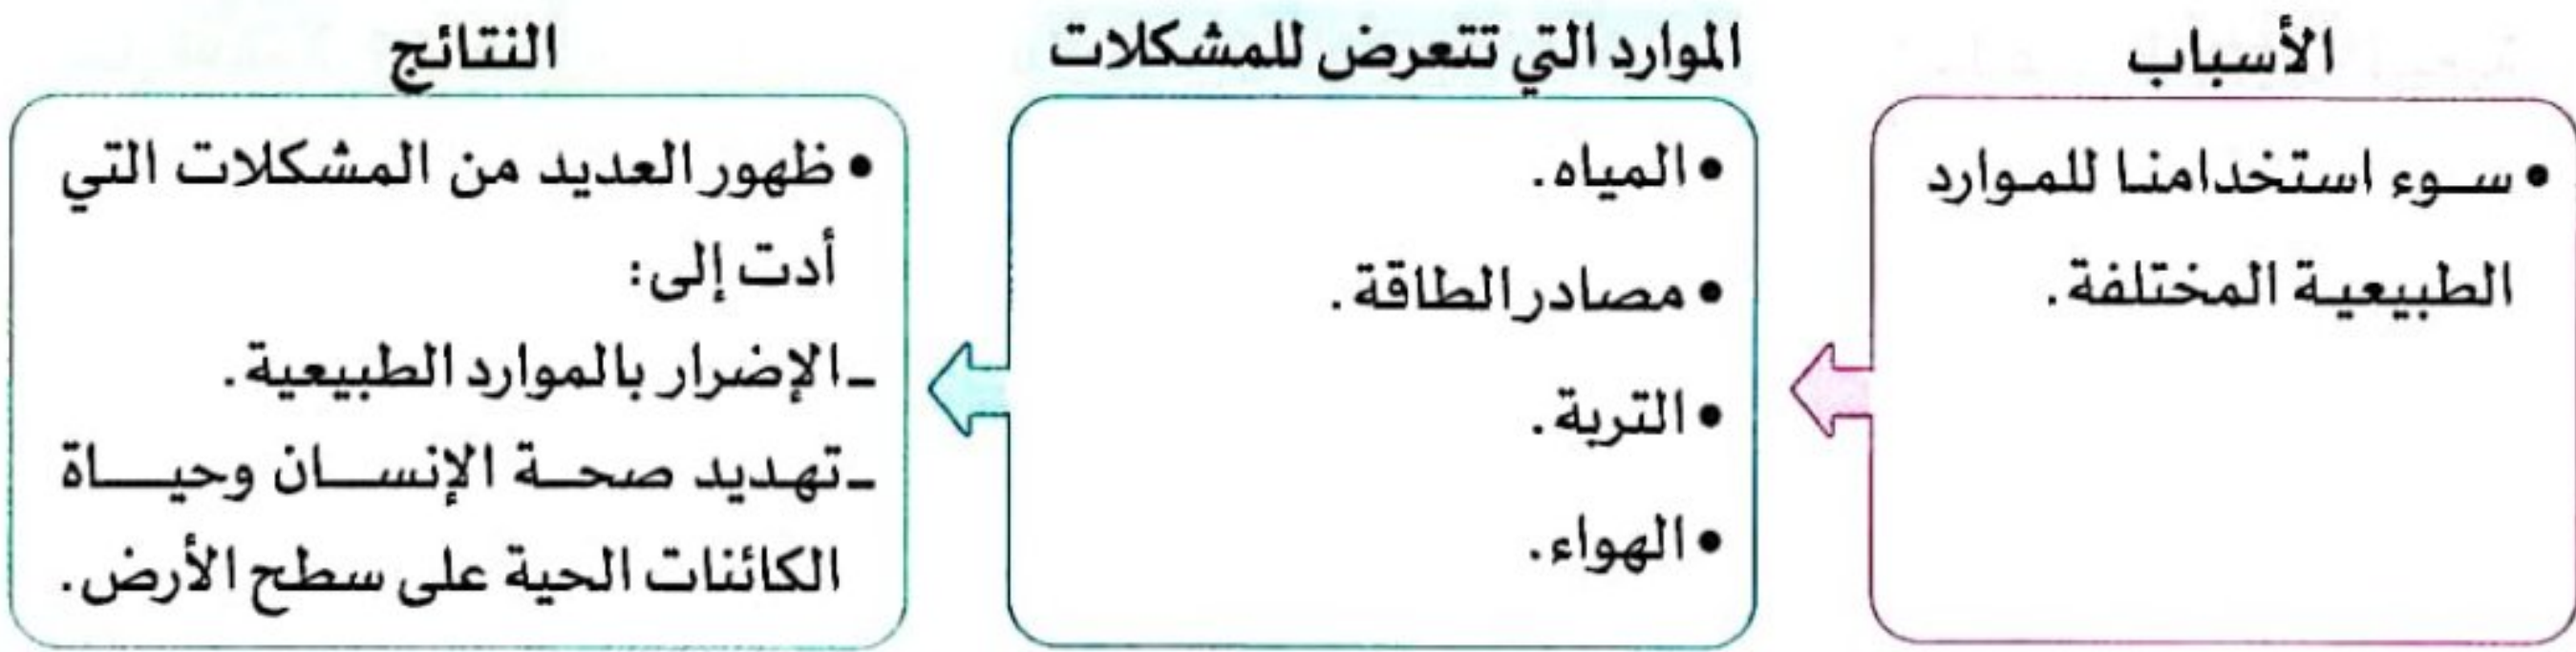 الأسباب
• سوء استخدامنا للموارد
الطبيعية المختلفة.
الموارد التي تتعرض للمشكلات
• المياه.
• مصادر الطاقة.
• التربة.
• الهواء.
النتائج
• ظهور العديد من المشكلات التي
أدت إلى:
ـ الإضرار بالموارد الطبيعية.
ـ تهديد صحة الإنسان وحياة
الكائنات الحية على سطح الأرض.